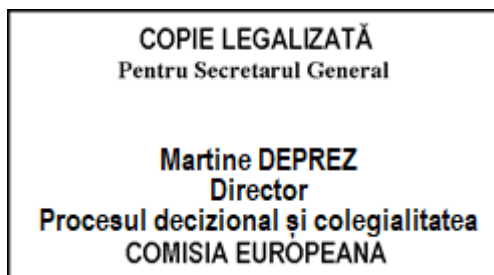 COPIE LEGALIZATĂ
Pentru Secretarul General
Martine DEPREZ
Director
Procesul decizional și colegialitatea
COMISIA EUROPEANA